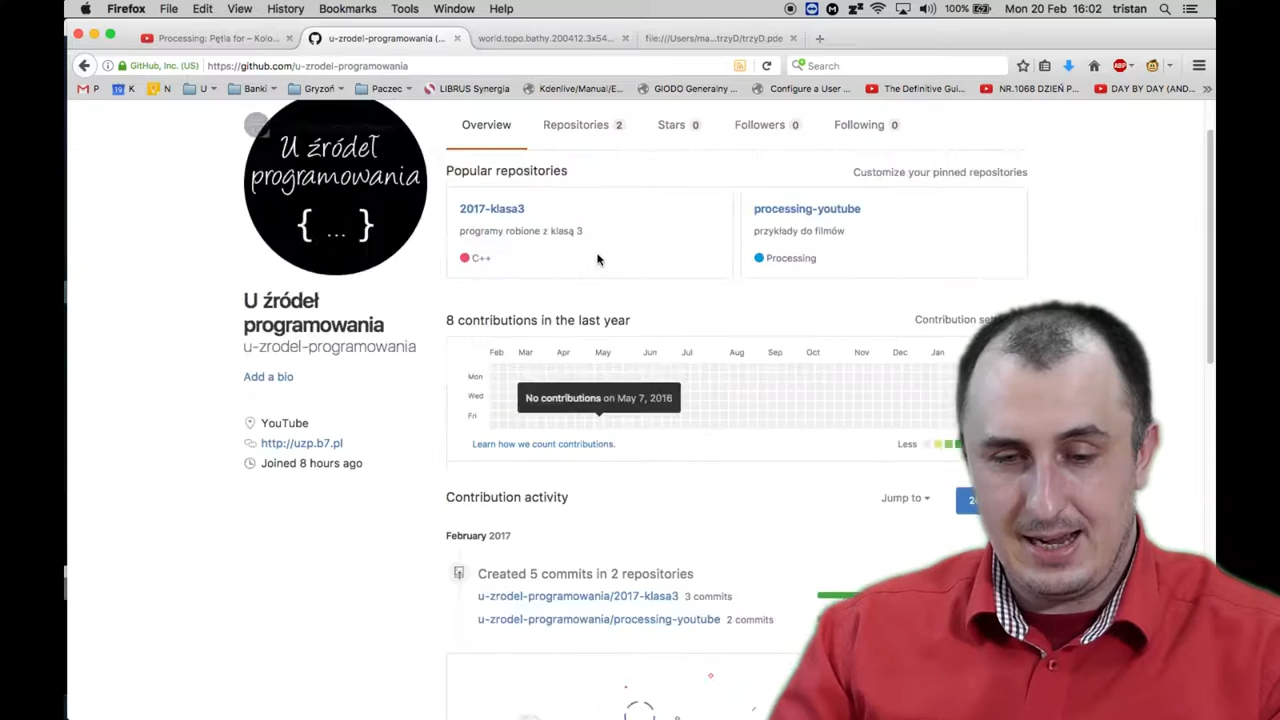 Firefox File Edit View History Bookmarks Tools Window Help 100% Mon 20 Feb 16:02 tristan
Processing: Pętla for – Kolo... u-zrodel-programowania (... world.topo.bathy.200412.3x54... file:///Users/ma...trzyD/trzyD.pde
GitHub, Inc. (US) https://github.com/u-zrodel-programowania Search
M P K N U Banki Gryzoń Paczec LIBRUS Synergia Kdenlive/Manual/E... GIODO Generalny ... Configure a User ... The Definitive Gui... NR.1068 DZIEŃ P... DAY BY DAY (AND...
U źródeł
programowania
{ ... }
Overview Repositories 2 Stars 0 Followers 0 Following 0
Popular repositories Customize your pinned repositories
2017-klasa3
programy robione z klasą 3
C++
processing-youtube
przykłady do filmów
Processing
U źródeł
programowania
u-zrodel-programowania
Add a bio
YouTube
http://uzp.b7.pl
Joined 8 hours ago
8 contributions in the last year Contribution
Feb Mar Apr May Jun Jul Aug Sep Oct Nov Dec Jan
Mon
Wed
Fri
No contributions on May 7, 2016
Learn how we count contributions. Less
Contribution activity Jump to
February 2017
Created 5 commits in 2 repositories
u-zrodel-programowania/2017-klasa3 3 commits
u-zrodel-programowania/processing-youtube 2 commits